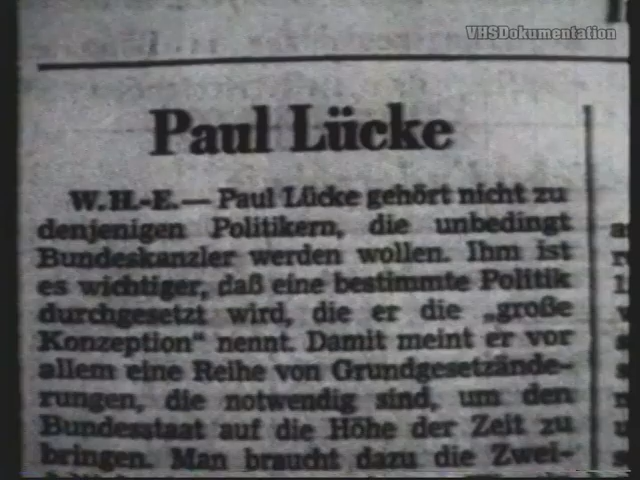 VHSDokumentation
Paul Lücke
W. H.-E. — Paul Lücke gehört nicht zu
denjenigen Politikern, die unbedingt
Bundeskanzler werden wollen. Ihm ist
es wichtiger, daß eine bestimmte Politik
durchgesetzt wird, die er die „große
Konzeption“ nennt. Damit meint er vor
allem eine Reihe von Grundgesetzände-
rungen, die notwendig sind, um den
Bundesstaat auf die Höhe der Zeit zu
bringen. Man braucht dazu die Zwei-